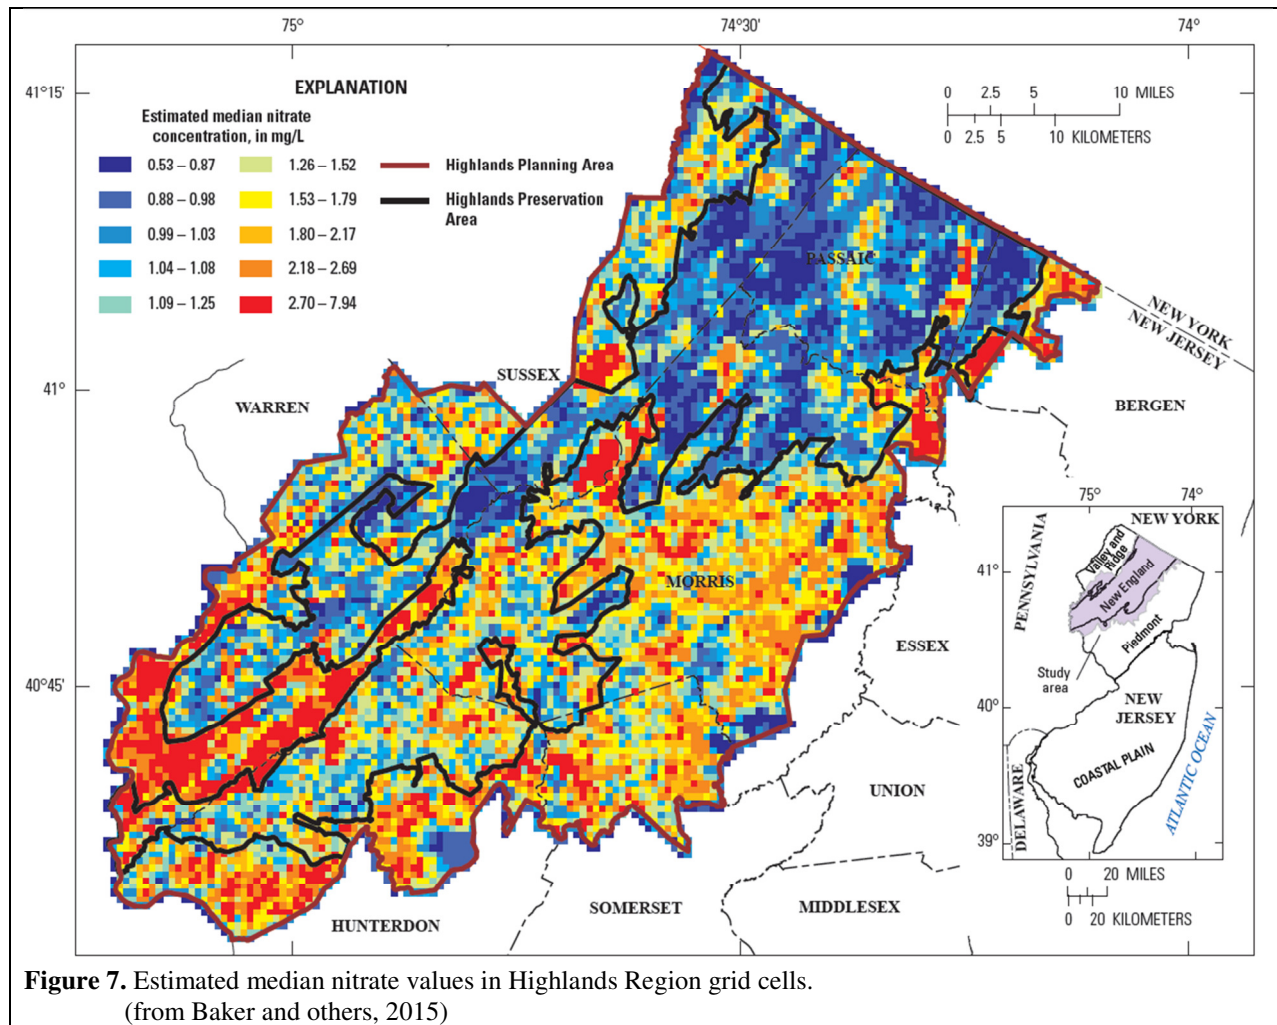 75°
74°30'
74°
41°15'
EXPLANATION
Estimated median nitrate
concentration, in mg/L
0.53 – 0.87
0.88 – 0.98
0.99 – 1.03
1.04 – 1.08
1.09 – 1.25
1.26 – 1.52
1.53 – 1.79
1.80 – 2.17
2.18 – 2.69
2.70 – 7.94
Highlands Planning Area
Highlands Preservation
Area
0 2.5 5 10 MILES
0 2.5 5 10 KILOMETERS
PASSAIC
NEW YORK
NEW JERSEY
41°
SUSSEX
WARREN
BERGEN
MORRIS
ESSEX
40°45'
UNION
SOMERSET
MIDDLESEX
HUNTERDON
75°
74°
NEW YORK
PENNSYLVANIA
Valley and
Ridge
New England
41°
Piedmont
Study
area
NEW
JERSEY
40°
COASTAL PLAIN
ATLANTIC OCEAN
DELAWARE
39°
0 20 MILES
0 20 KILOMETERS
Figure 7. Estimated median nitrate values in Highlands Region grid cells.
(from Baker and others, 2015)